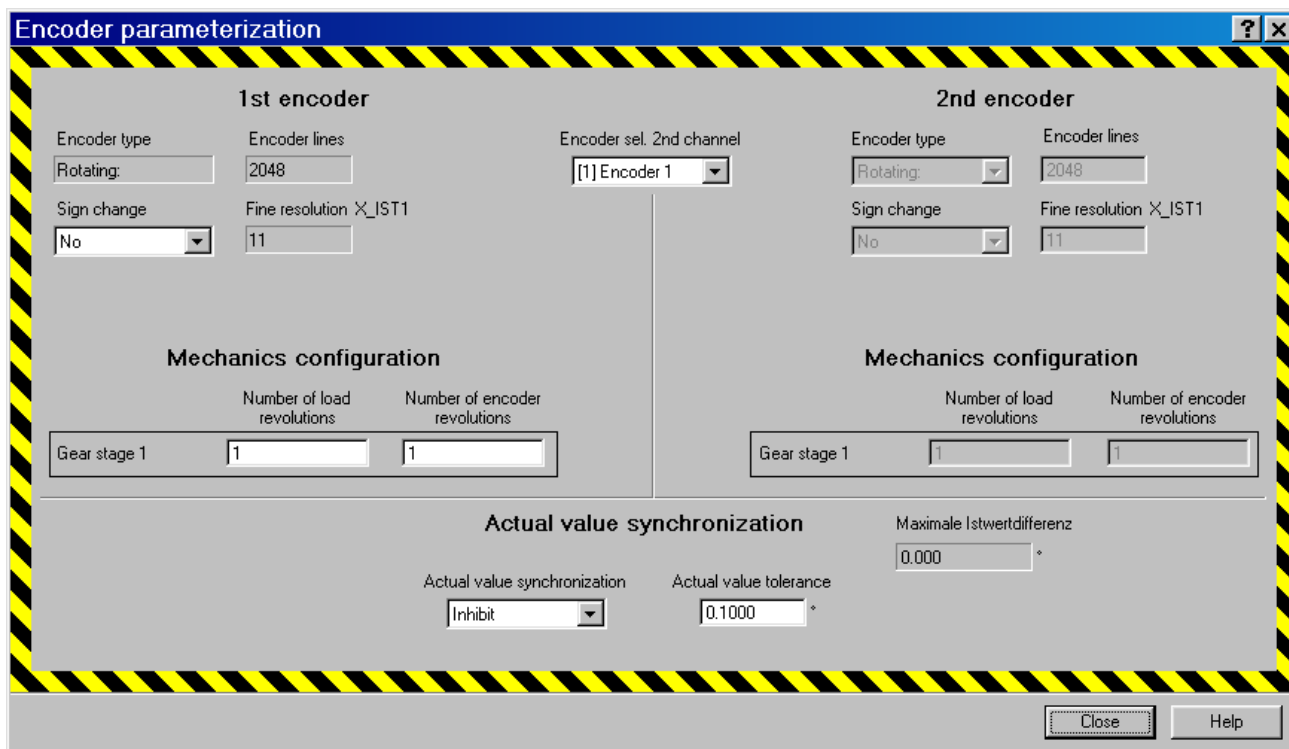 Encoder parameterization
1st encoder
Encoder type
Encoder lines
Rotating:
2048
Sign change
Fine resolution X_IST1
No
11
Encoder sel. 2nd channel
[1] Encoder 1
2nd encoder
Encoder type
Encoder lines
Rotating:
2048
Sign change
Fine resolution X_IST1
No
11
Mechanics configuration
Number of load
revolutions
Number of encoder
revolutions
Gear stage 1
1
1
Mechanics configuration
Number of load
revolutions
Number of encoder
revolutions
Gear stage 1
1
1
Actual value synchronization
Maximale Istwertdifferenz
0.000 °
Actual value synchronization
Inhibit
Actual value tolerance
0.1000 °
Close
Help